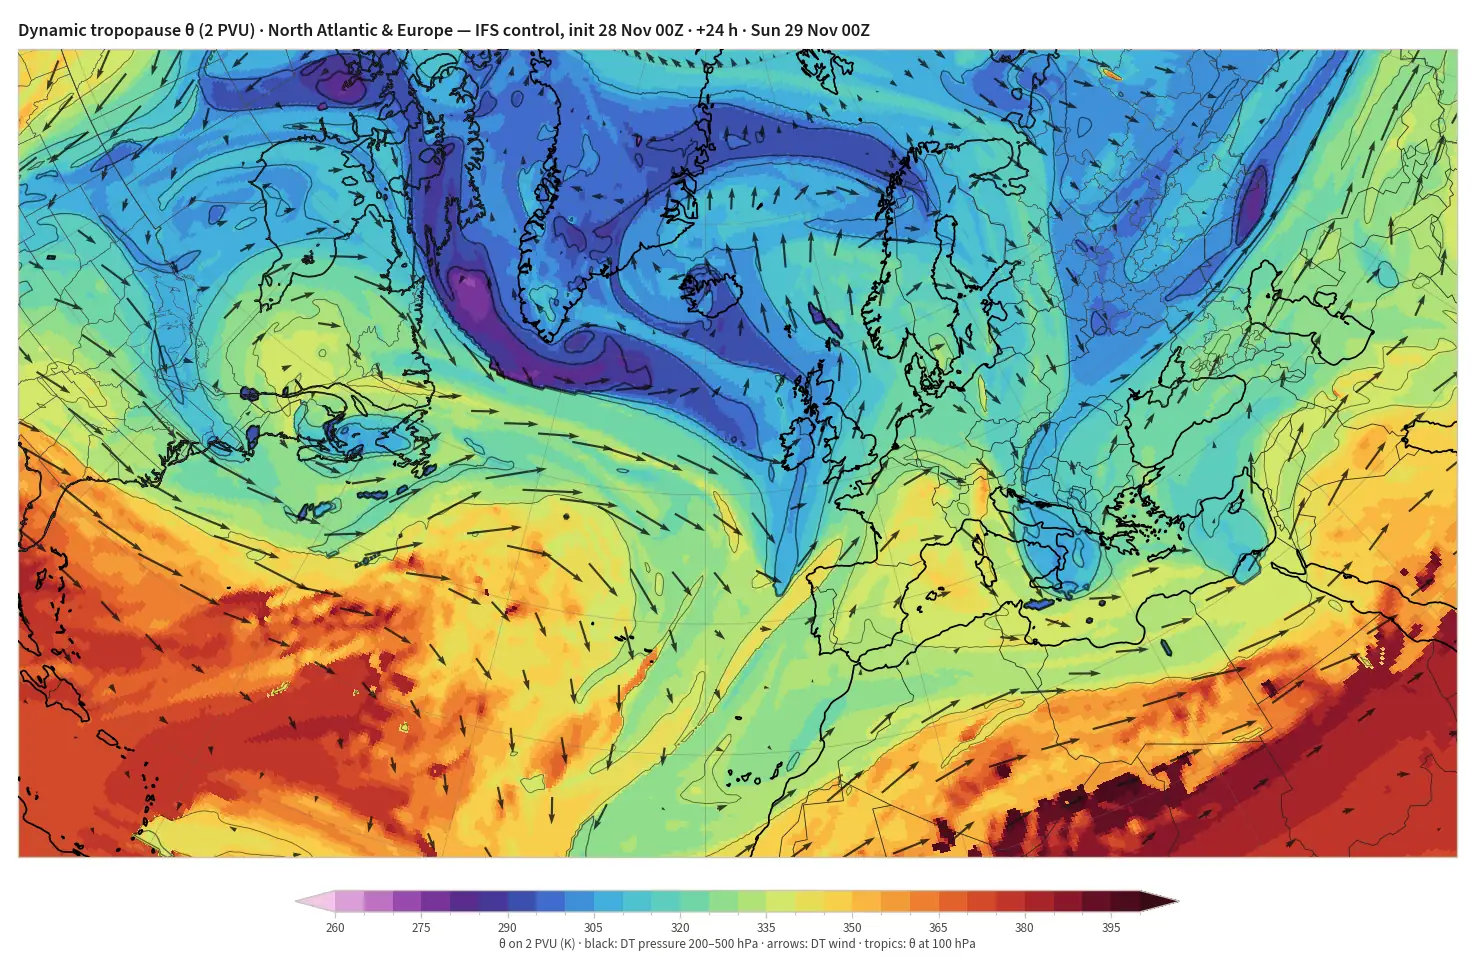 Dynamic tropopause θ (2 PVU) · North Atlantic & Europe — IFS control, init 28 Nov 00Z · +24 h · Sun 29 Nov 00Z
260 275 290 305 320 335 350 365 380 395
θ on 2 PVU (K) · black: DT pressure 200–500 hPa · arrows: DT wind · tropics: θ at 100 hPa